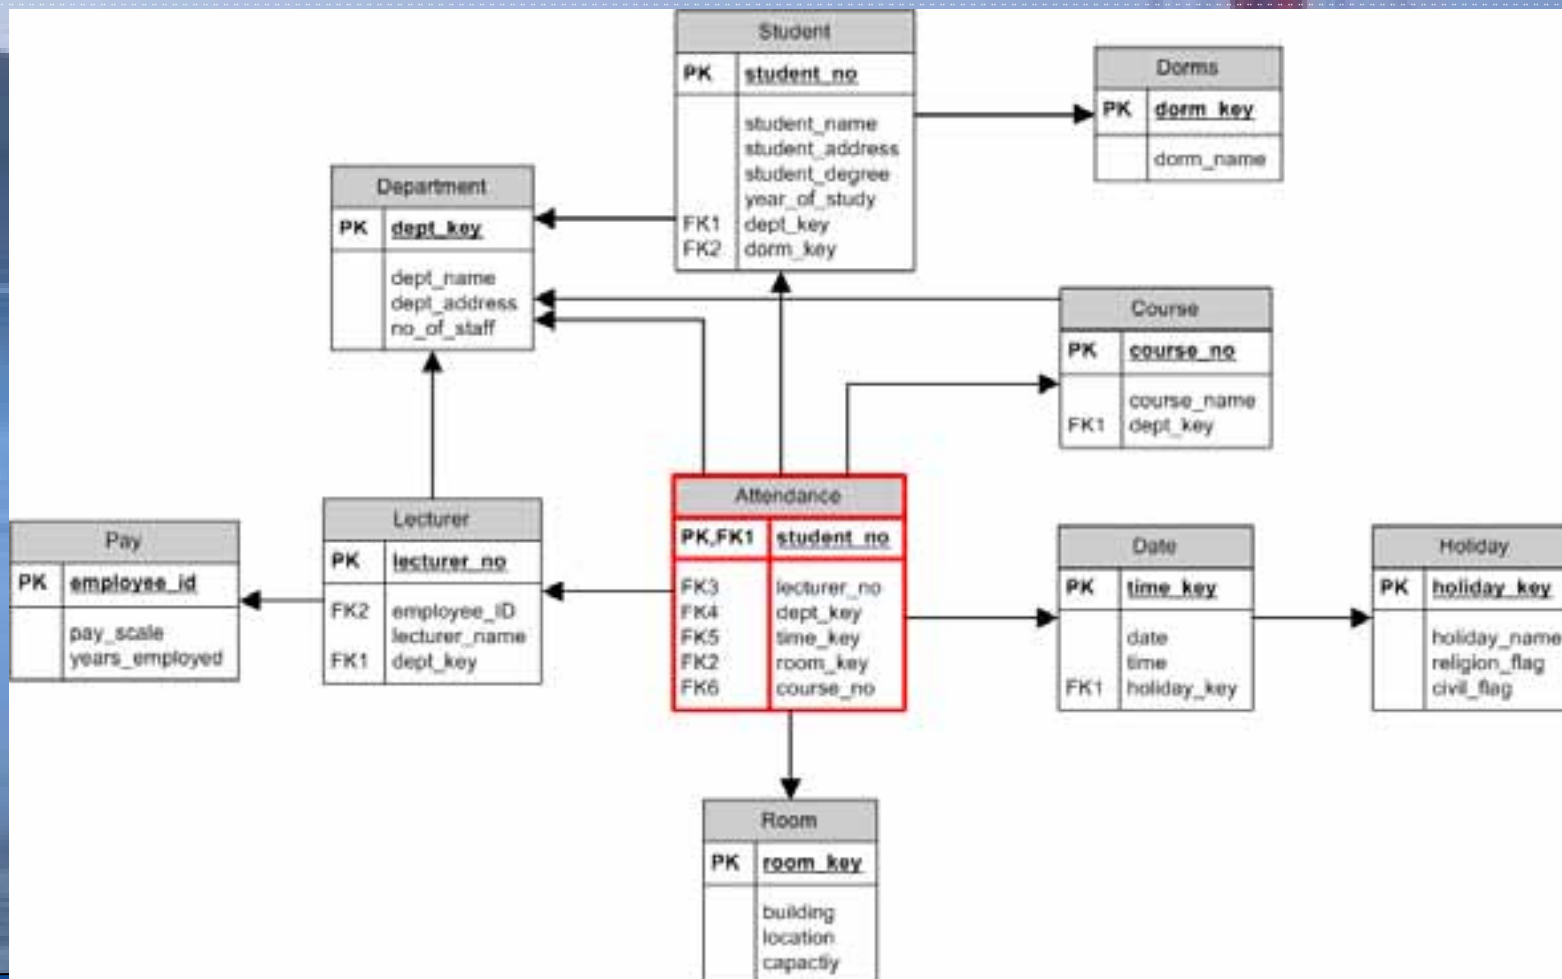 Student
PK student_no
student_name
student_address
student_degree
year_of_study
FK1 dept_key
FK2 dorm_key
Dorms
PK dorm_key
dorm_name
Department
PK dept_key
dept_name
dept_address
no_of_staff
Course
PK course_no
course_name
FK1 dept_key
Attendance
PK,FK1 student_no
FK3 lecturer_no
FK4 dept_key
FK5 time_key
FK2 room_key
FK6 course_no
Lecturer
PK lecturer_no
FK2 employee_ID
lecturer_name
FK1 dept_key
Pay
PK employee_id
pay_scale
years_employed
Date
PK time_key
date
time
FK1 holiday_key
Holiday
PK holiday_key
holiday_name
religion_flag
civil_flag
Room
PK room_key
building
location
capactiy